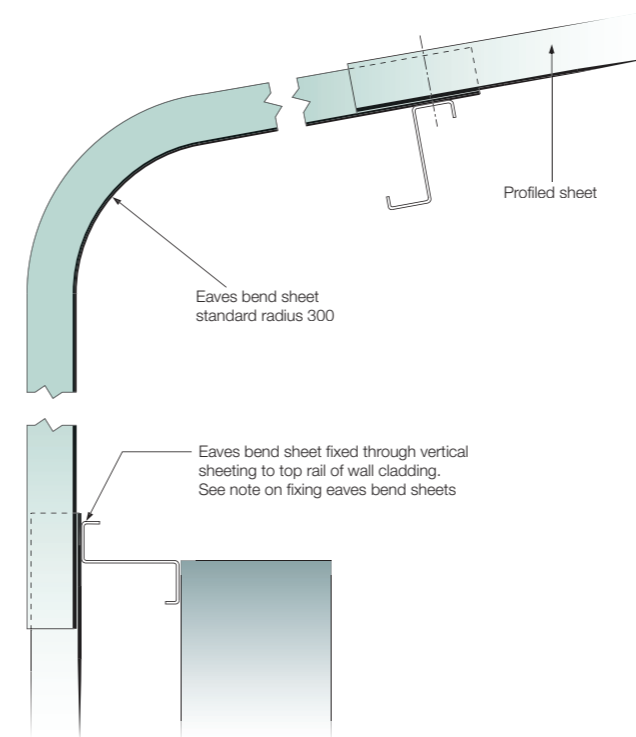 Profiled sheet
Eaves bend sheet
standard radius 300
Eaves bend sheet fixed through vertical
sheeting to top rail of wall cladding.
See note on fixing eaves bend sheets